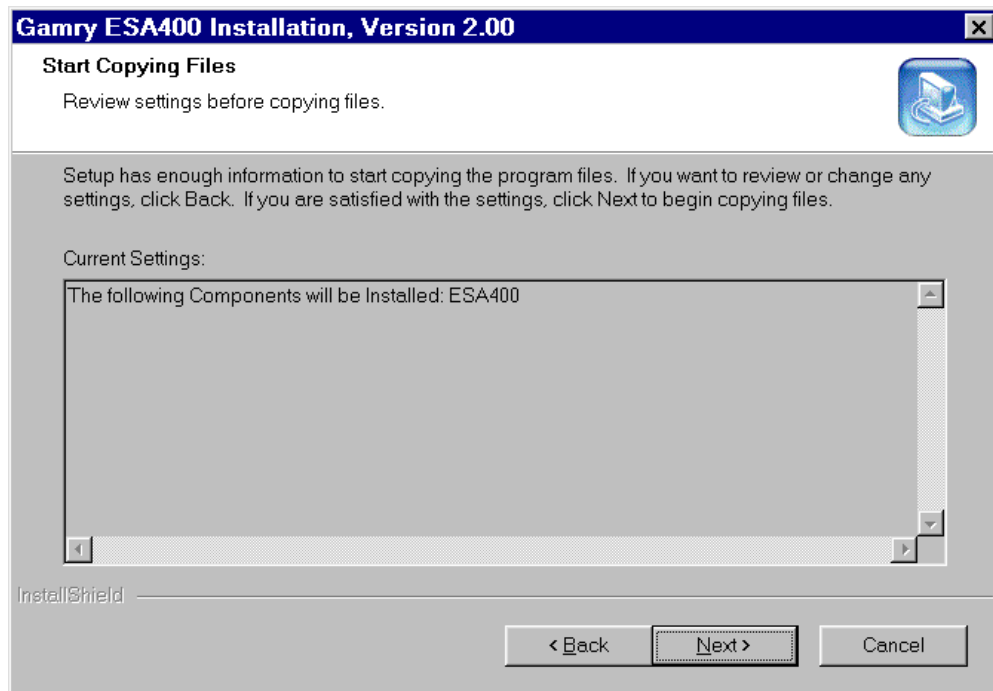 Gamry ESA400 Installation, Version 2.00
Start Copying Files
Review settings before copying files.
Setup has enough information to start copying the program files. If you want to review or change any
settings, click Back. If you are satisfied with the settings, click Next to begin copying files.
Current Settings:
The following Components will be Installed: ESA400
InstallShield
< Back
Next >
Cancel